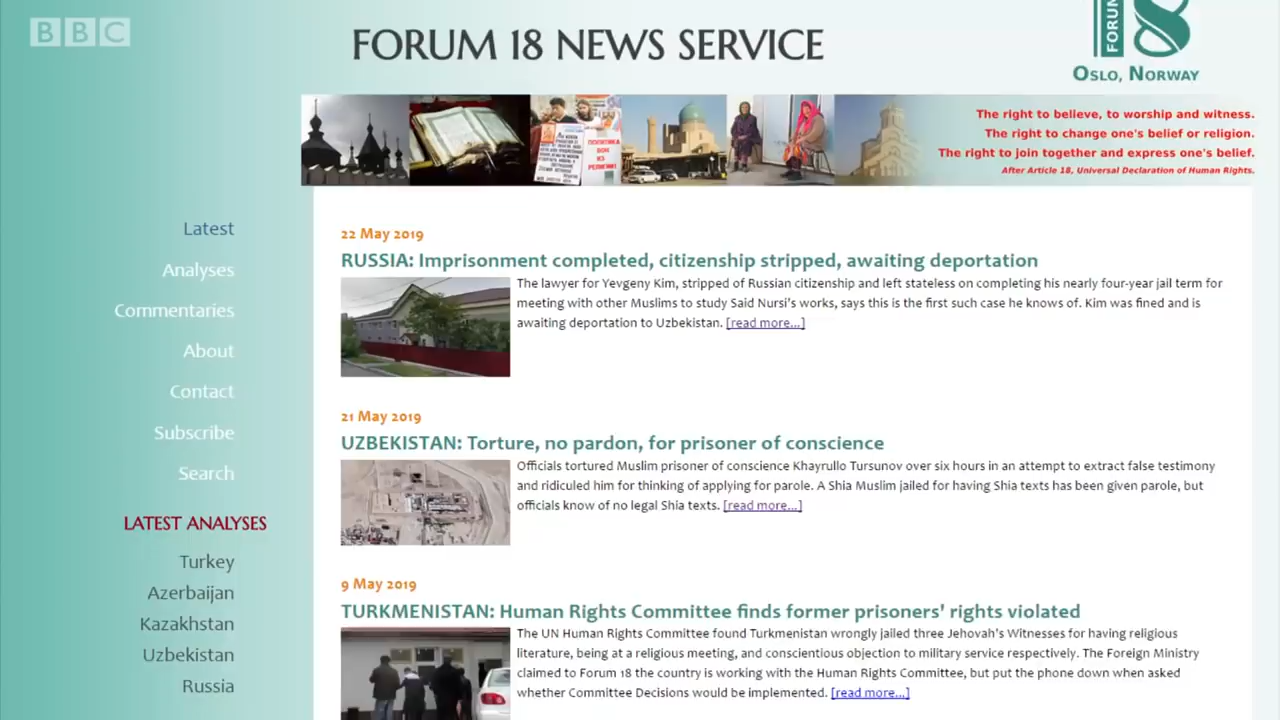 BBC
FORUM 18 NEWS SERVICE
FORUM
18
OSLO, NORWAY
ПОЛИТИКА
ВОН
ИЗ
РЕЛИГИИ!
The right to believe, to worship and witness.
The right to change one's belief or religion.
The right to join together and express one's belief.
After Article 18, Universal Declaration of Human Rights.
Latest
Analyses
Commentaries
About
Contact
Subscribe
Search
LATEST ANALYSES
Turkey
Azerbaijan
Kazakhstan
Uzbekistan
Russia
22 May 2019
RUSSIA: Imprisonment completed, citizenship stripped, awaiting deportation
The lawyer for Yevgeny Kim, stripped of Russian citizenship and left stateless on completing his nearly four-year jail term for
meeting with other Muslims to study Said Nursi's works, says this is the first such case he knows of. Kim was fined and is
awaiting deportation to Uzbekistan. [read more...]
21 May 2019
UZBEKISTAN: Torture, no pardon, for prisoner of conscience
Officials tortured Muslim prisoner of conscience Khayrullo Tursunov over six hours in an attempt to extract false testimony
and ridiculed him for thinking of applying for parole. A Shia Muslim jailed for having Shia texts has been given parole, but
officials know of no legal Shia texts. [read more...]
9 May 2019
TURKMENISTAN: Human Rights Committee finds former prisoners' rights violated
The UN Human Rights Committee found Turkmenistan wrongly jailed three Jehovah's Witnesses for having religious
literature, being at a religious meeting, and conscientious objection to military service respectively. The Foreign Ministry
claimed to Forum 18 the country is working with the Human Rights Committee, but put the phone down when asked
whether Committee Decisions would be implemented. [read more...]